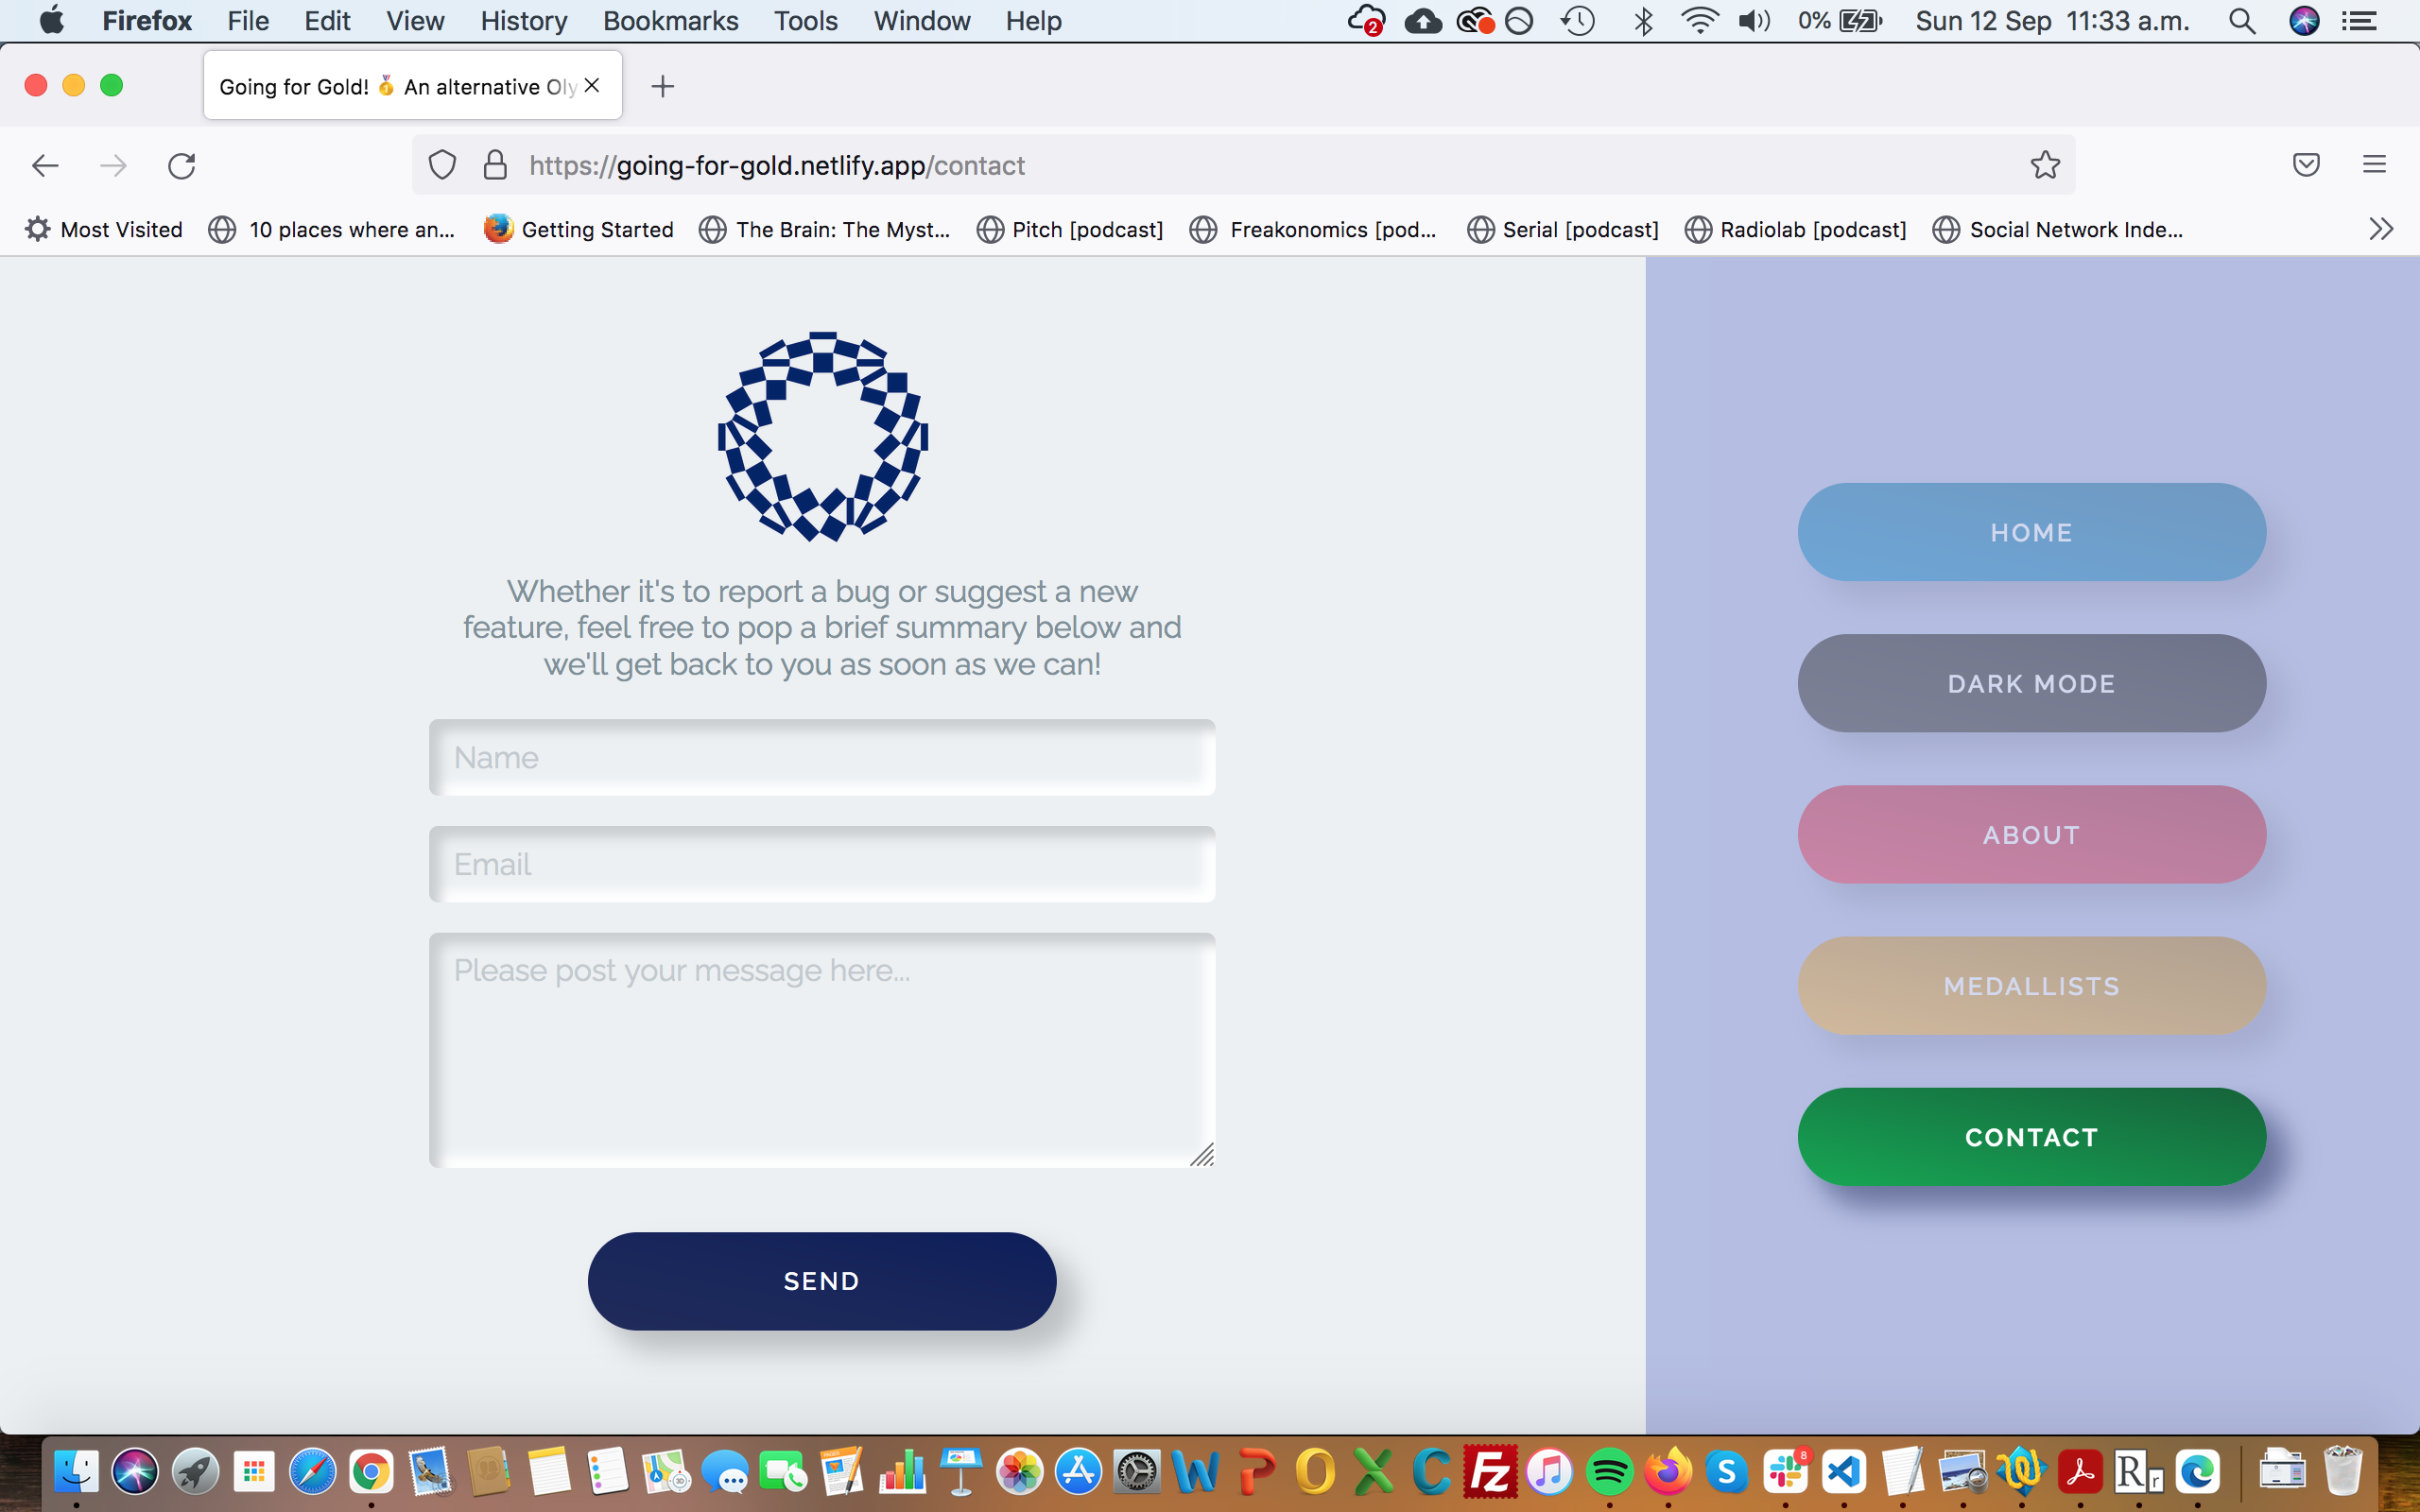 Firefox File Edit View History Bookmarks Tools Window Help 2 0% Sun 12 Sep 11:33 a.m.
Going for Gold! 🏅 An alternative Oly
https://going-for-gold.netlify.app/contact
Most Visited 10 places where an... Getting Started The Brain: The Myst... Pitch [podcast] Freakonomics [pod... Serial [podcast] Radiolab [podcast] Social Network Inde...
Whether it's to report a bug or suggest a new
feature, feel free to pop a brief summary below and
we'll get back to you as soon as we can!
Name
Email
Please post your message here...
SEND
HOME
DARK MODE
ABOUT
MEDALLISTS
CONTACT
W P O X C Fz S 8 R r